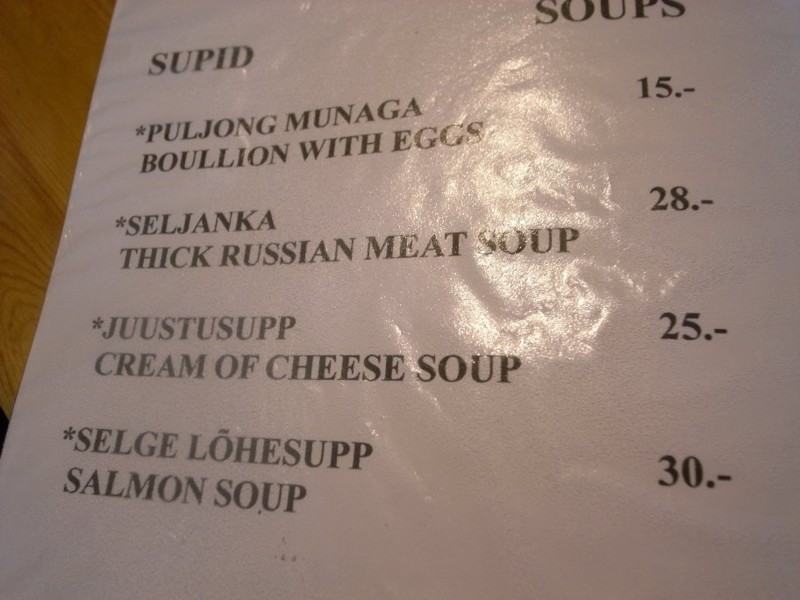 SUPID SOUPS
*PULJONG MUNAGA 15.-
BOULLION WITH EGGS
*SELJANKA 28.-
THICK RUSSIAN MEAT SOUP
*JUUSTUSUPP 25.-
CREAM OF CHEESE SOUP
*SELGE LÕHESUPP 30.-
SALMON SOUP